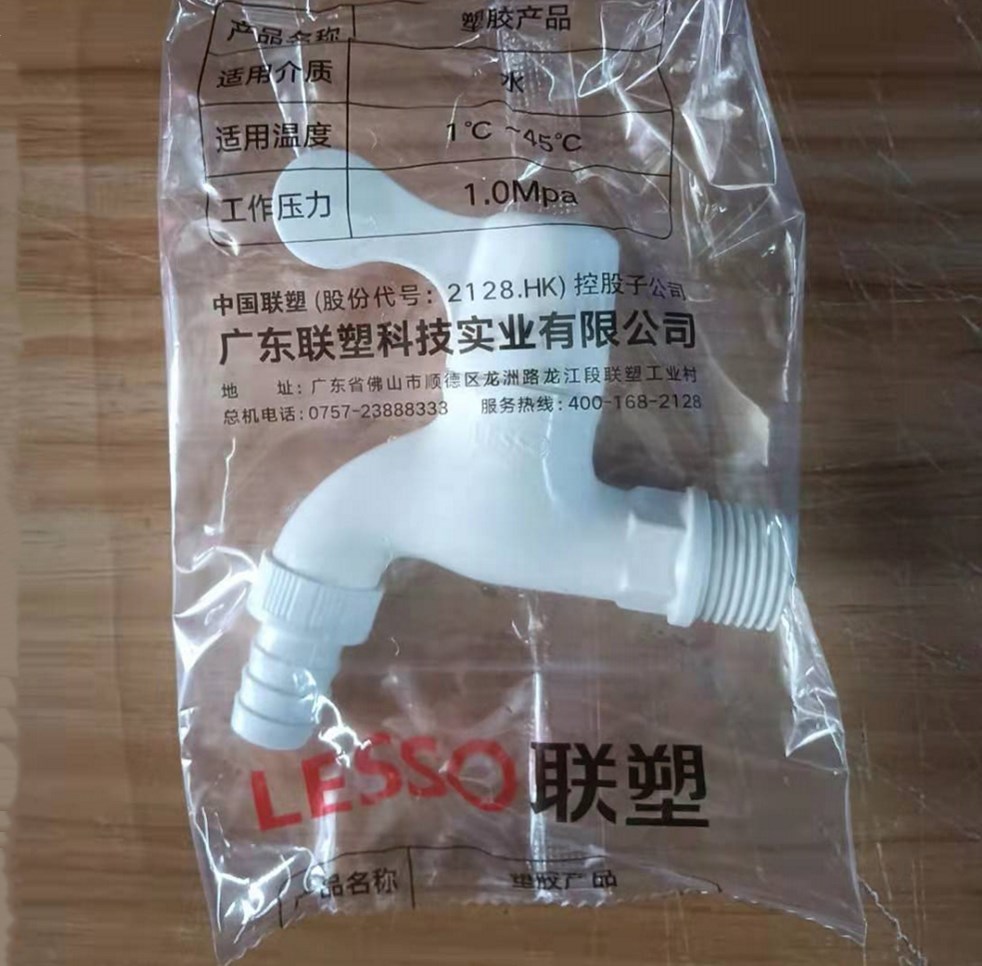 产品名称 塑胶产品
适用介质 水
适用温度 1℃ ~45℃
工作压力 1.0Mpa
中国联塑 (股份代号: 2128.HK) 控股子公司
广东联塑科技实业有限公司
地 址: 广东省佛山市顺德区龙洲路龙江段联塑工业村
总机电话: 0757-23888333 服务热线: 400-168-2128
LESSO 联塑
产品名称 塑胶产品